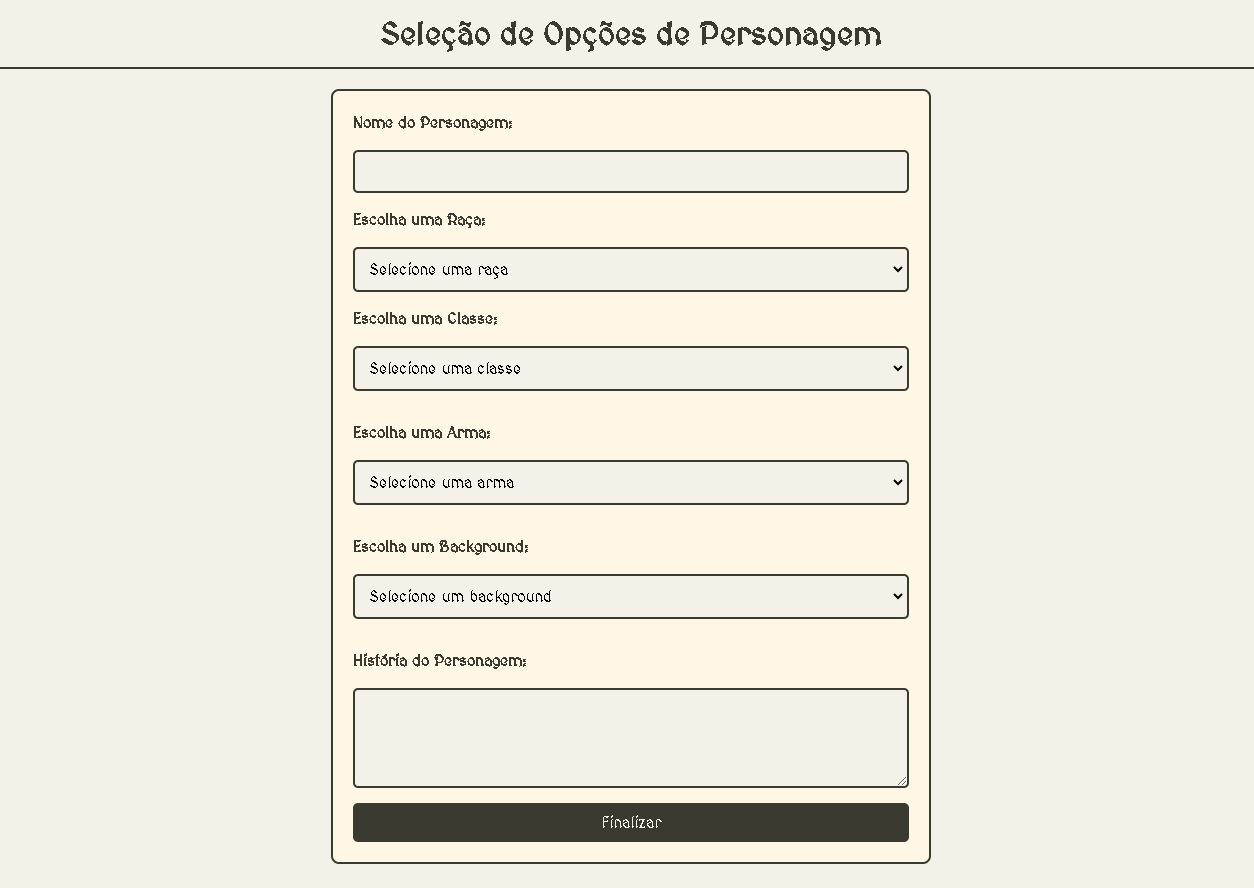 Seleção de Opções de Personagem
Nome do Personagem:
Escolha uma Raça:
Selecione uma raça
Escolha uma Classe:
Selecione uma classe
Escolha uma Arma:
Selecione uma arma
Escolha um Background:
Selecione um background
História do Personagem:
Finalizar